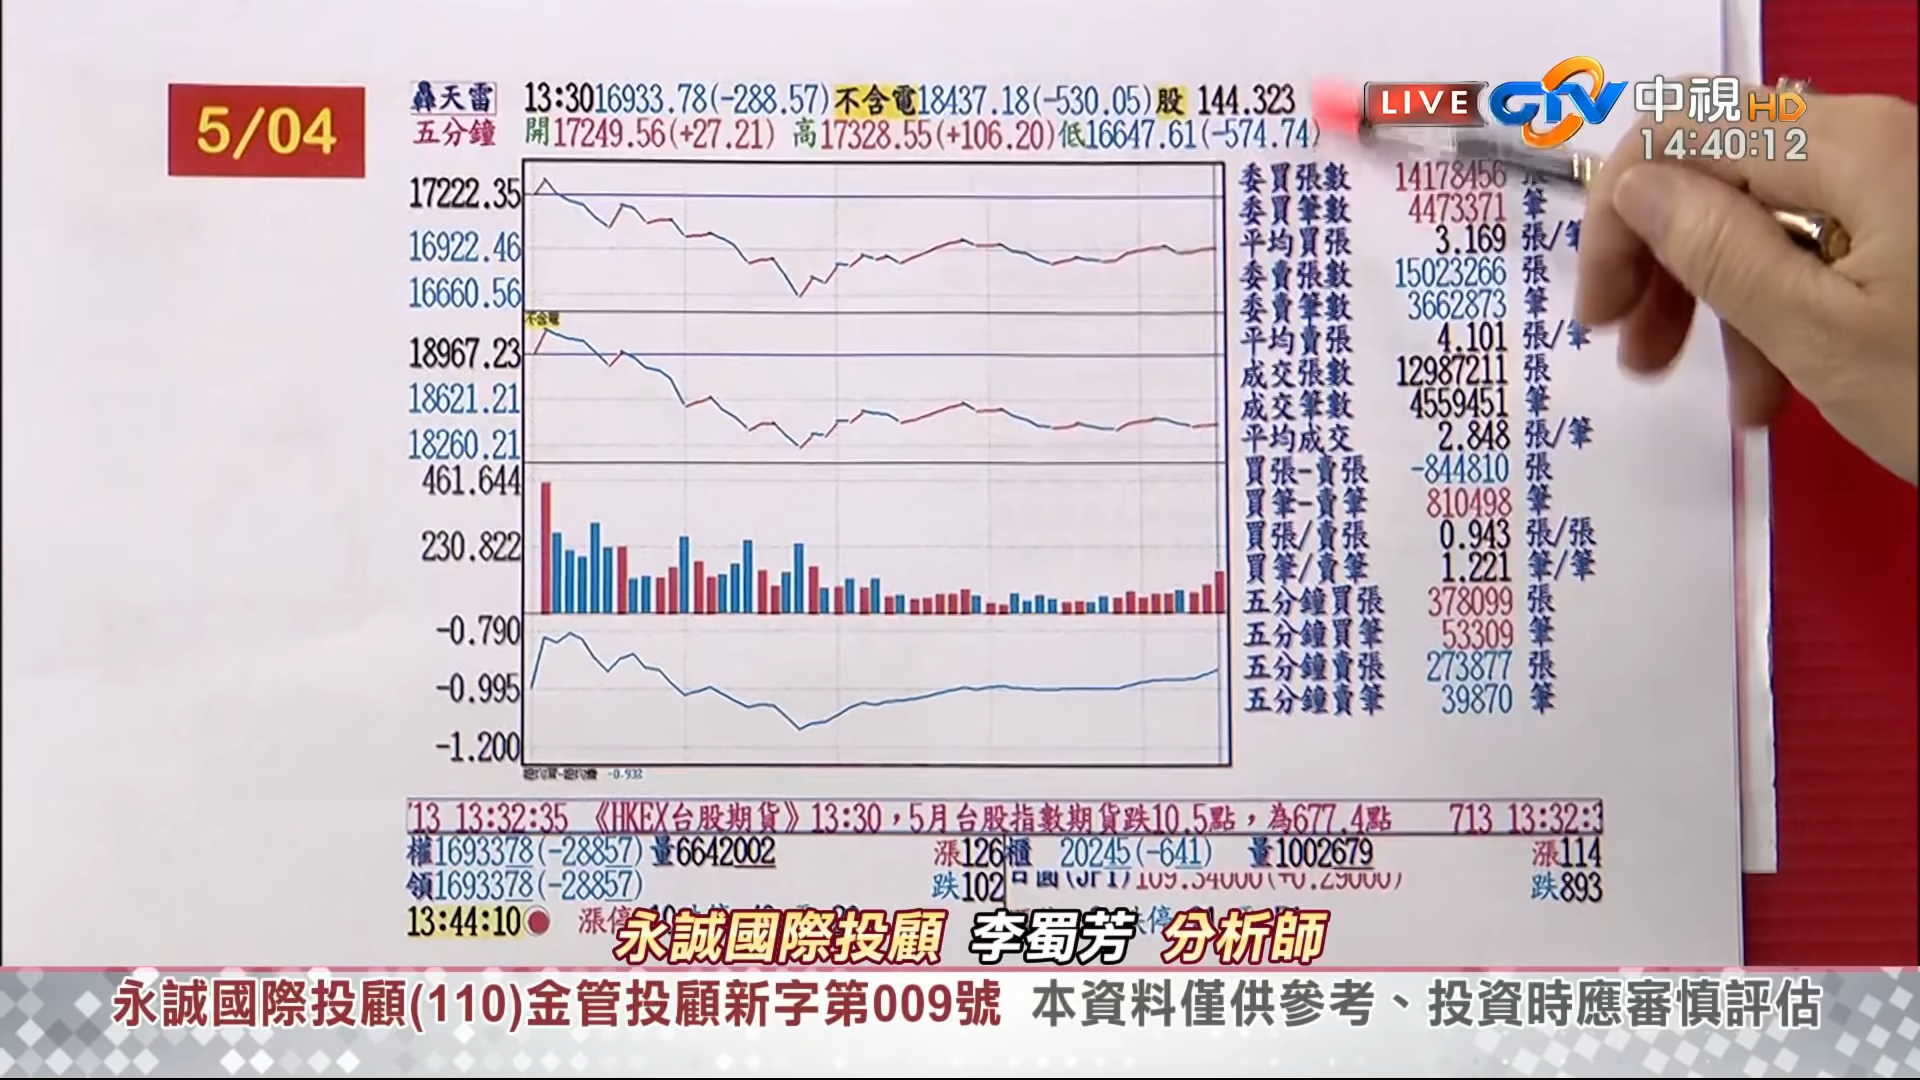 5/04
LIVE CTV 中視HD
14:40:12
轟天雷 13:30 16933.78(-288.57) 不含電18437.18(-530.05) 股 144.323
五分鐘 開17249.56(+27.21) 高17328.55(+106.20) 低16647.61(-574.74)
17222.35
16922.46
16660.56
不含電
18967.23
18621.21
18260.21
461.644
230.822
-0.790
-0.995
-1.200
-0.938
委買張數 14178456 張
委買筆數 4473371 筆
平均買張 3.169 張/筆
委賣張數 15023266 張
委賣筆數 3662873 筆
平均賣張 4.101 張/筆
成交張數 12987211 張
成交筆數 4559451 筆
平均成交 2.848 張/筆
買張-賣張 -844810 張
買筆-賣筆 810498 筆
買張/賣張 0.943 張/張
買筆/賣筆 1.221 筆/筆
五分鐘買張 378099 張
五分鐘買筆 53309 筆
五分鐘賣張 273877 張
五分鐘賣筆 39870 筆
713 13:32:35 《HKEX台股期貨》13:30，5月台股指數期貨跌10.5點，為677.4點 713 13:32:3
權1693378(-28857) 量6642002 漲126 櫃 20245(-641) 量1002679 漲114
領1693378(-28857) 跌102 跌893
13:44:10 漲停
永誠國際投顧 李蜀芳 分析師
永誠國際投顧(110)金管投顧新字第009號 本資料僅供參考、投資時應審慎評估